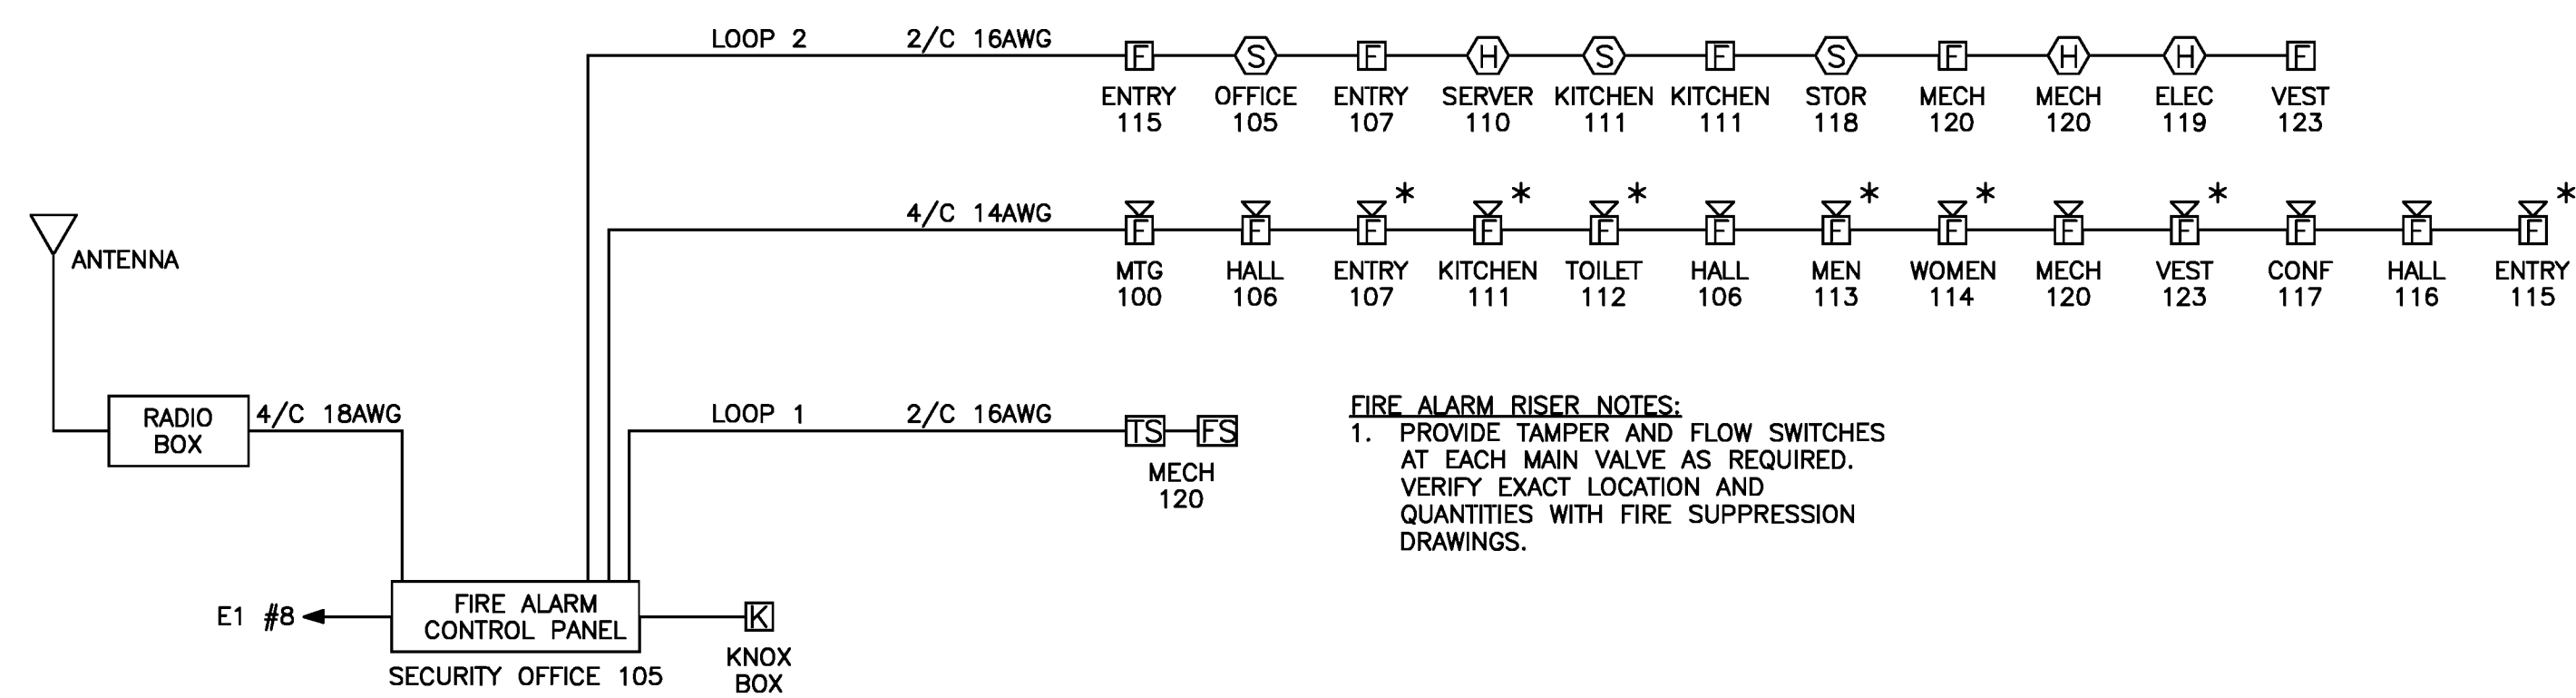 LOOP 2 2/C 16AWG
F S F H S F S F H H F
ENTRY OFFICE ENTRY SERVER KITCHEN KITCHEN STOR MECH MECH ELEC VEST
115 105 107 110 111 111 118 120 120 119 123
* * * * * * *
4/C 14AWG
F F F F F F F F F F F F F
MTG HALL ENTRY KITCHEN TOILET HALL MEN WOMEN MECH VEST CONF HALL ENTRY
100 106 107 111 112 106 113 114 120 123 117 116 115
ANTENNA
RADIO
BOX
4/C 18AWG
LOOP 1 2/C 16AWG
TS FS
MECH
120
FIRE ALARM RISER NOTES:
1. PROVIDE TAMPER AND FLOW SWITCHES
AT EACH MAIN VALVE AS REQUIRED.
VERIFY EXACT LOCATION AND
QUANTITIES WITH FIRE SUPPRESSION
DRAWINGS.
E1 #8
FIRE ALARM
CONTROL PANEL
SECURITY OFFICE 105
K
KNOX
BOX